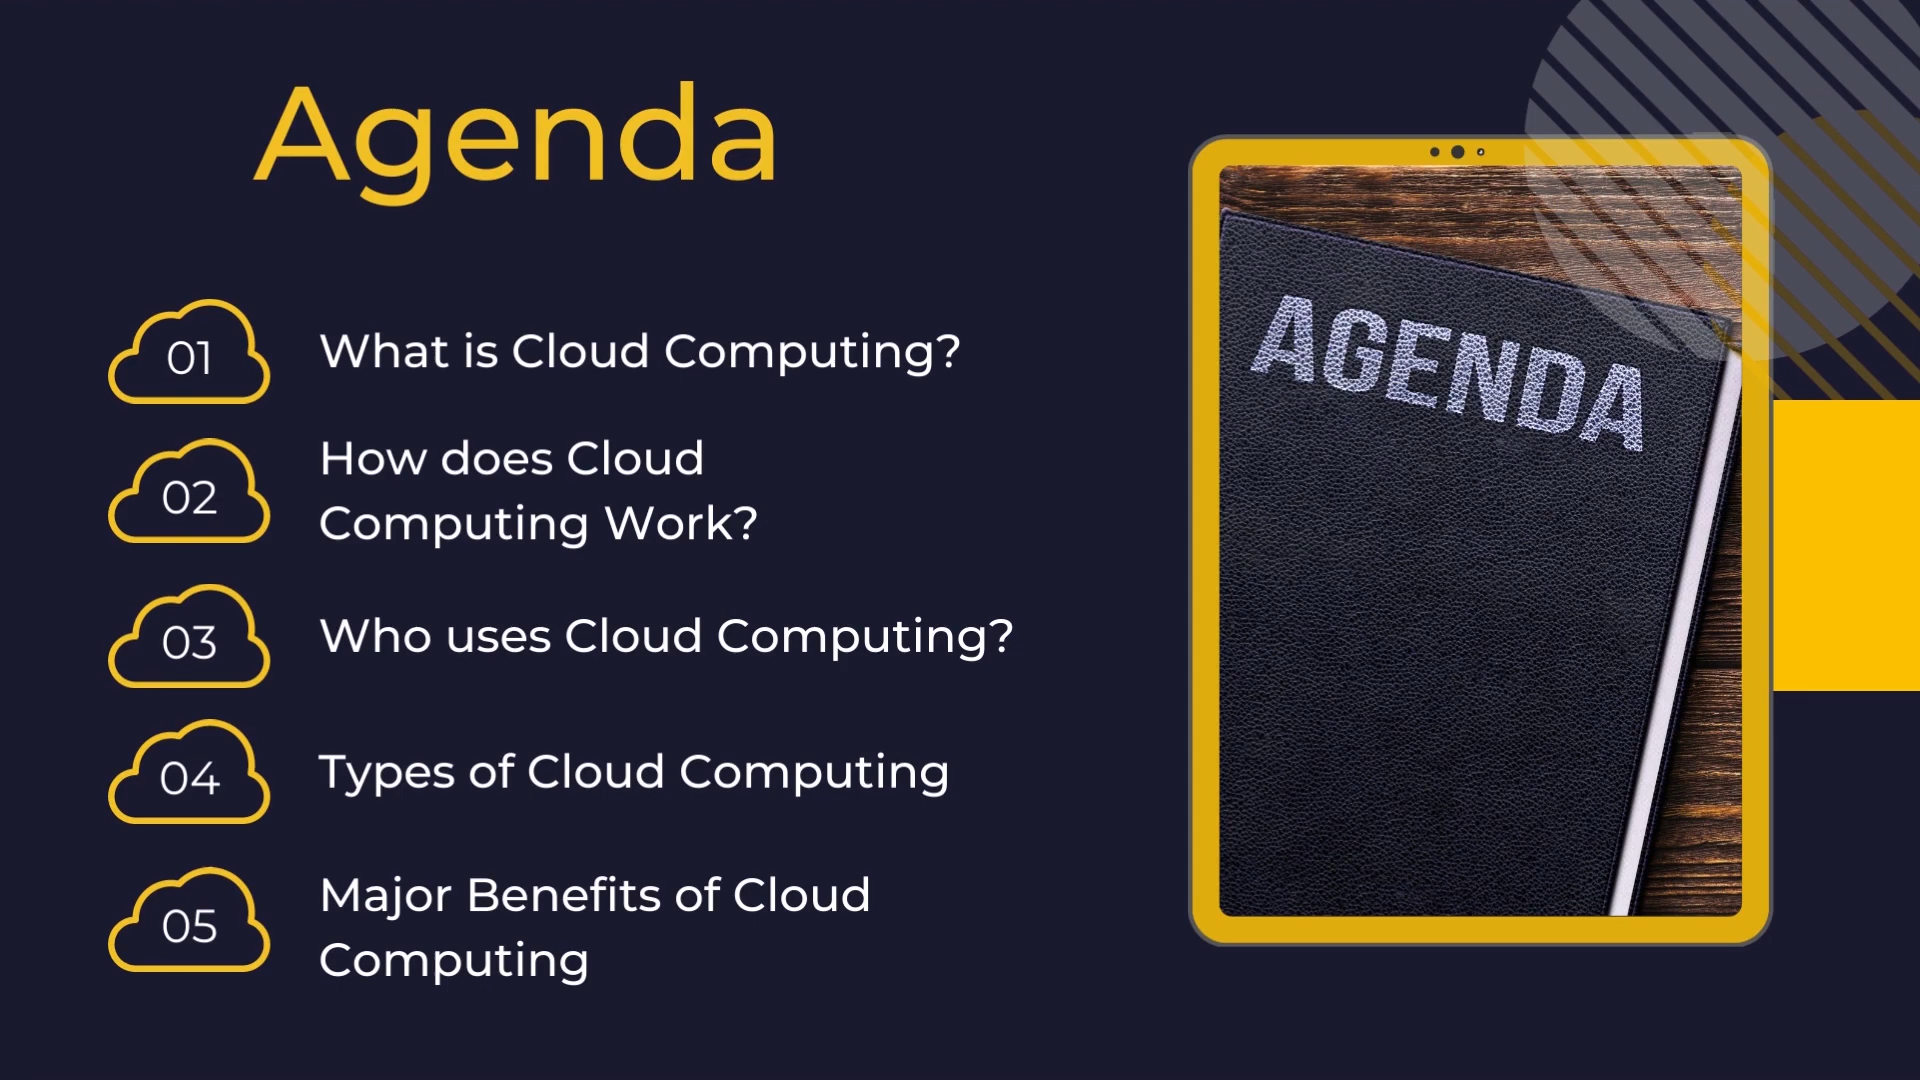 Agenda
01
What is Cloud Computing?
02
How does Cloud
Computing Work?
03
Who uses Cloud Computing?
04
Types of Cloud Computing
05
Major Benefits of Cloud
Computing
AGENDA